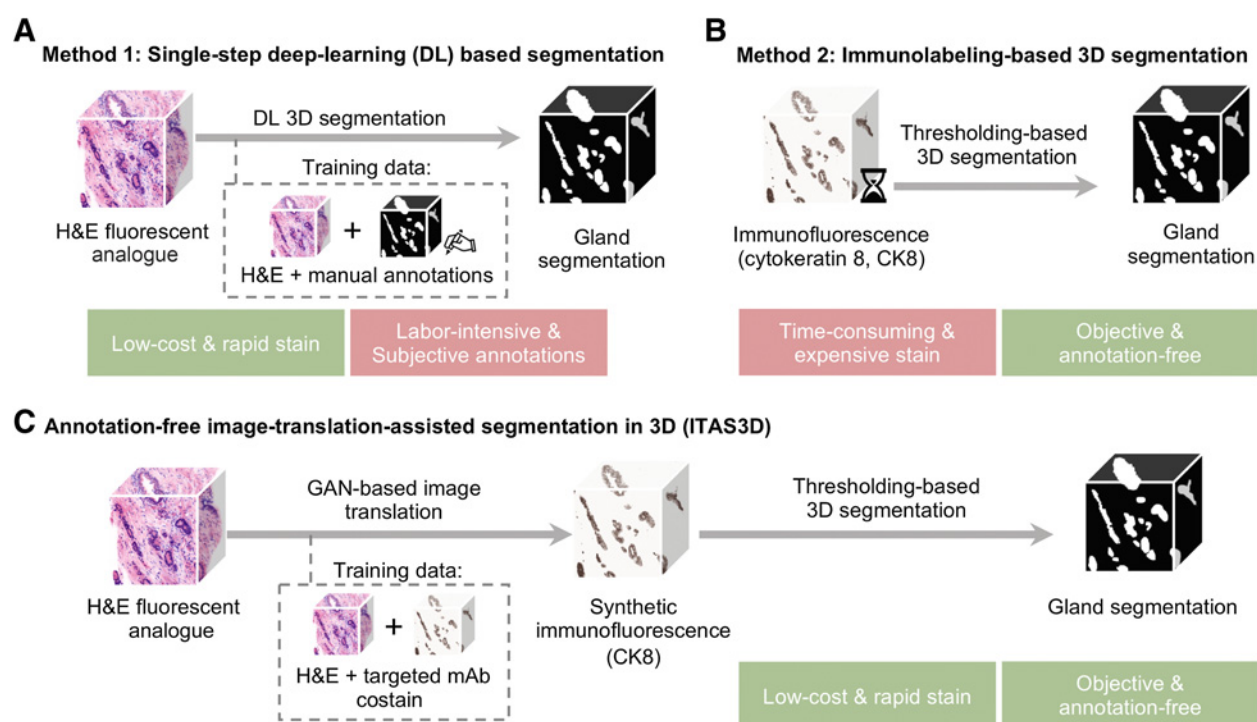 A
Method 1: Single-step deep-learning (DL) based segmentation
DL 3D segmentation
Training data:
+
H&E + manual annotations
H&E fluorescent
analogue
Gland
segmentation
Low-cost & rapid stain
Labor-intensive &
Subjective annotations
B
Method 2: Immunolabeling-based 3D segmentation
Thresholding-based
3D segmentation
Immunofluorescence
(cytokeratin 8, CK8)
Gland
segmentation
Time-consuming &
expensive stain
Objective &
annotation-free
C
Annotation-free image-translation-assisted segmentation in 3D (ITAS3D)
GAN-based image
translation
Training data:
+
H&E + targeted mAb
costain
H&E fluorescent
analogue
Synthetic
immunofluorescence
(CK8)
Thresholding-based
3D segmentation
Gland segmentation
Low-cost & rapid stain
Objective &
annotation-free